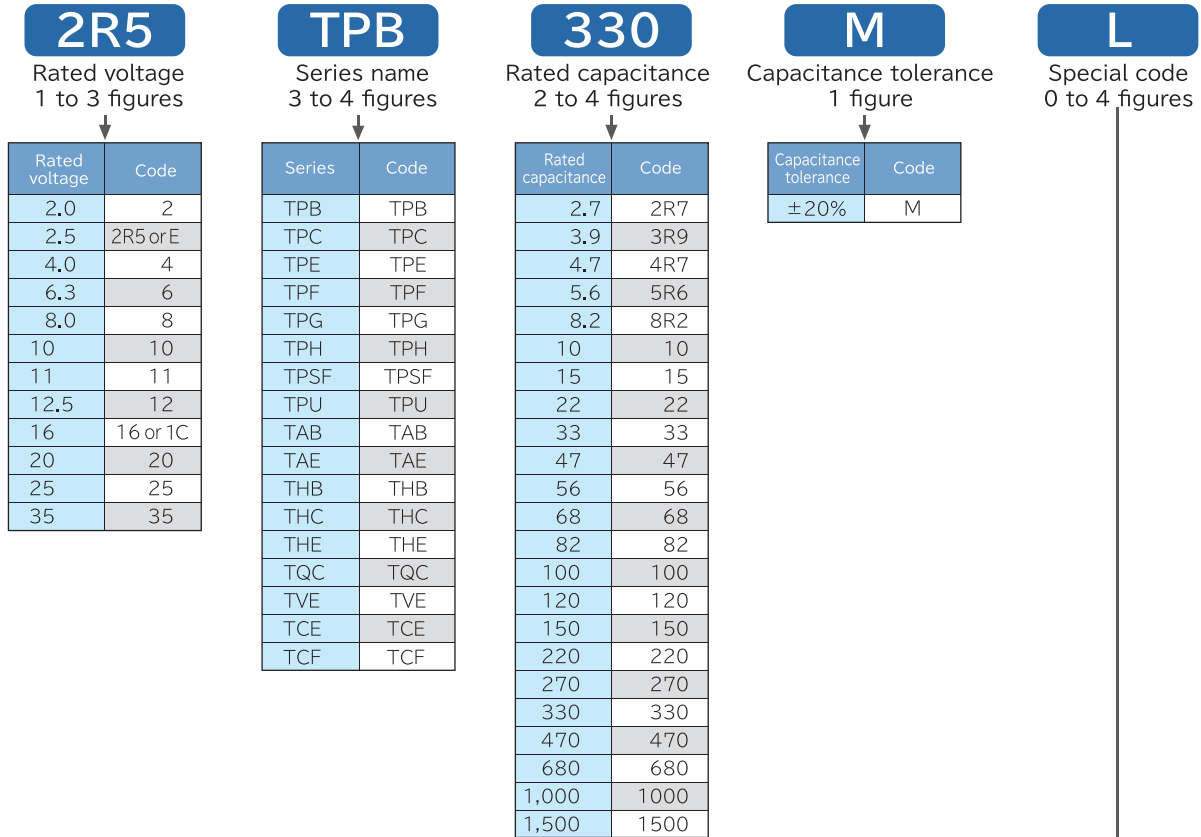 2R5 TPB 330 M L
Rated voltage Series name Rated capacitance Capacitance tolerance Special code
1 to 3 figures 3 to 4 figures 2 to 4 figures 1 figure 0 to 4 figures
Rated voltage Code
2.0 2
2.5 2R5 or E
4.0 4
6.3 6
8.0 8
10 10
11 11
12.5 12
16 16 or 1C
20 20
25 25
35 35
Series Code
TPB TPB
TPC TPC
TPE TPE
TPF TPF
TPG TPG
TPH TPH
TPSF TPSF
TPU TPU
TAB TAB
TAE TAE
THB THB
THC THC
THE THE
TQC TQC
TVE TVE
TCE TCE
TCF TCF
Rated capacitance Code
2.7 2R7
3.9 3R9
4.7 4R7
5.6 5R6
8.2 8R2
10 10
15 15
22 22
33 33
47 47
56 56
68 68
82 82
100 100
120 120
150 150
220 220
270 270
330 330
470 470
680 680
1,000 1000
1,500 1500
Capacitance tolerance Code
±20% M